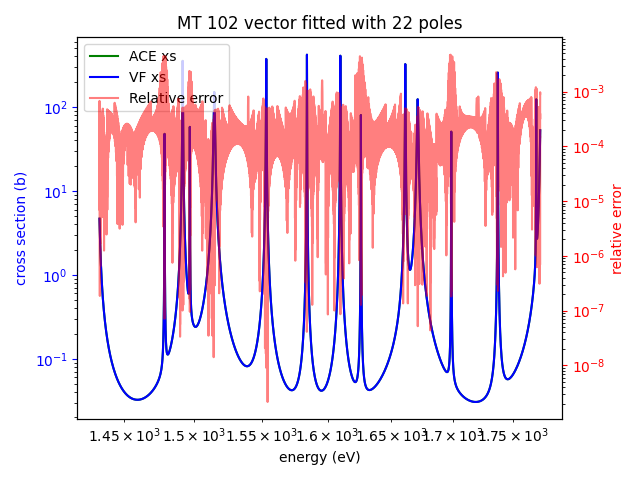 MT 102 vector fitted with 22 poles
ACE xs
VF xs
Relative error
10²
10¹
10⁰
10⁻¹
cross section (b)
10⁻³
10⁻⁴
10⁻⁵
10⁻⁶
10⁻⁷
10⁻⁸
relative error
1.45×10³ 1.5×10³ 1.55×10³ 1.6×10³ 1.65×10³ 1.7×10³ 1.75×10³
energy (eV)